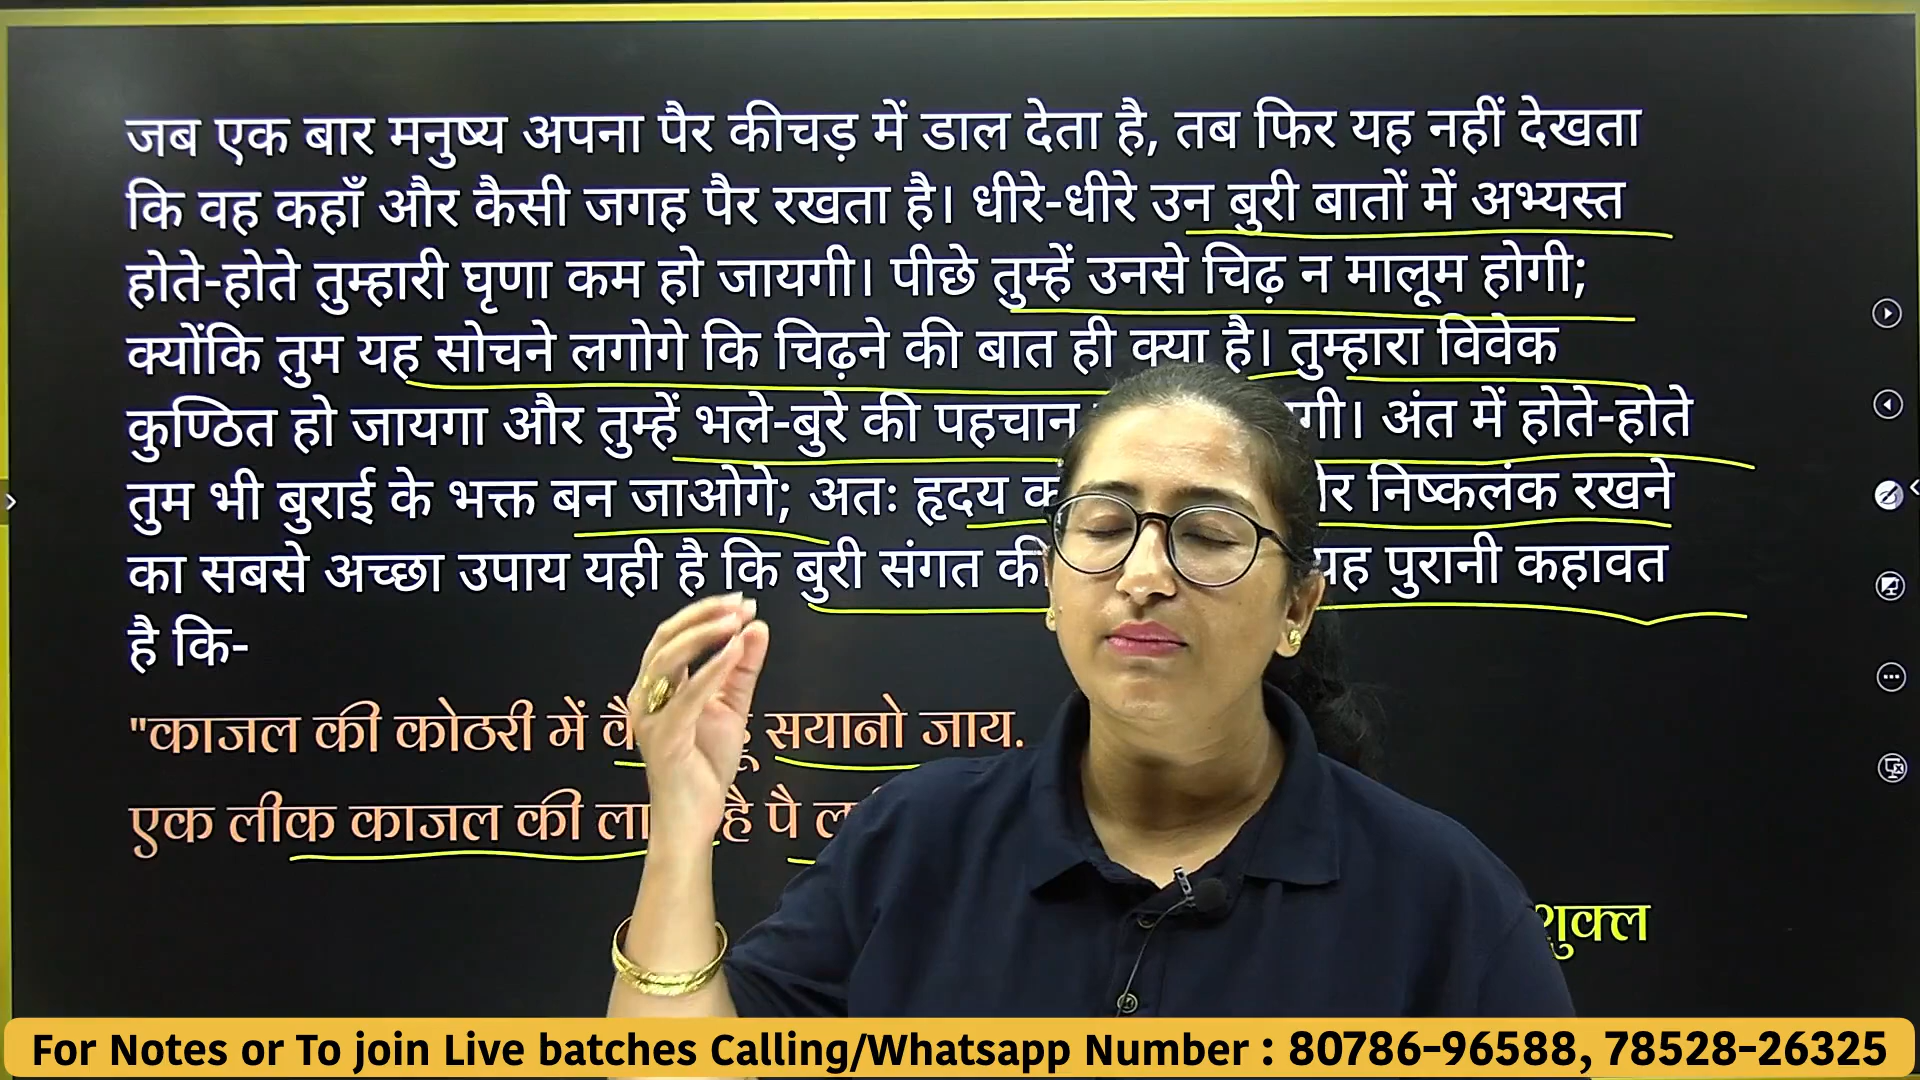 जब एक बार मनुष्य अपना पैर कीचड़ में डाल देता है, तब फिर यह नहीं देखता
कि वह कहाँ और कैसी जगह पैर रखता है। धीरे-धीरे उन बुरी बातों में अभ्यस्त
होते-होते तुम्हारी घृणा कम हो जायगी। पीछे तुम्हें उनसे चिढ़ न मालूम होगी;
क्योंकि तुम यह सोचने लगोगे कि चिढ़ने की बात ही क्या है। तुम्हारा विवेक
कुण्ठित हो जायगा और तुम्हें भले-बुरे की पहचान गी। अंत में होते-होते
तुम भी बुराई के भक्त बन जाओगे; अतः हृदय निष्कलंक रखने
का सबसे अच्छा उपाय यही है कि बुरी संगत की यह पुरानी कहावत
है कि-
"काजल की कोठरी में सयानो जाय.
एक लीक काजल की है पै
शुक्ल
For Notes or To join Live batches Calling/Whatsapp Number : 80786-96588, 78528-26325